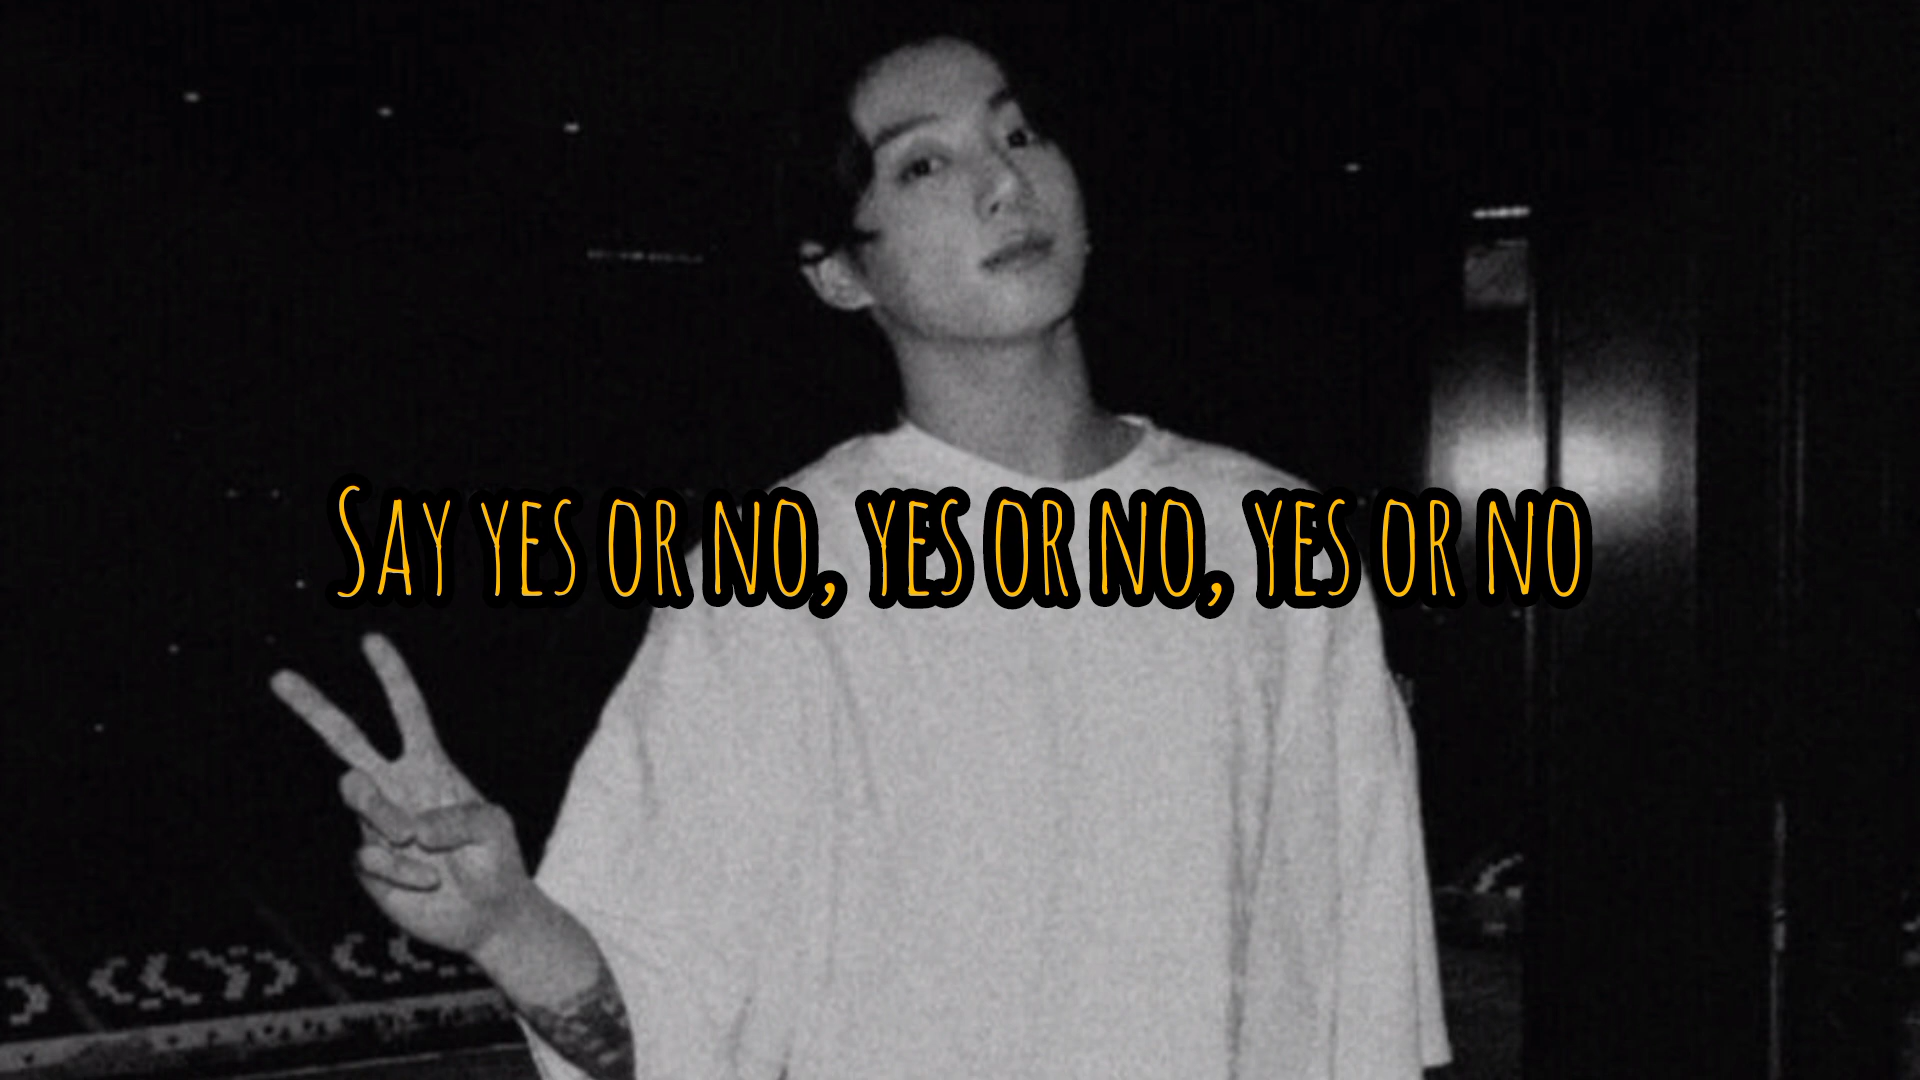 Say yes or no, yes or no, yes or no